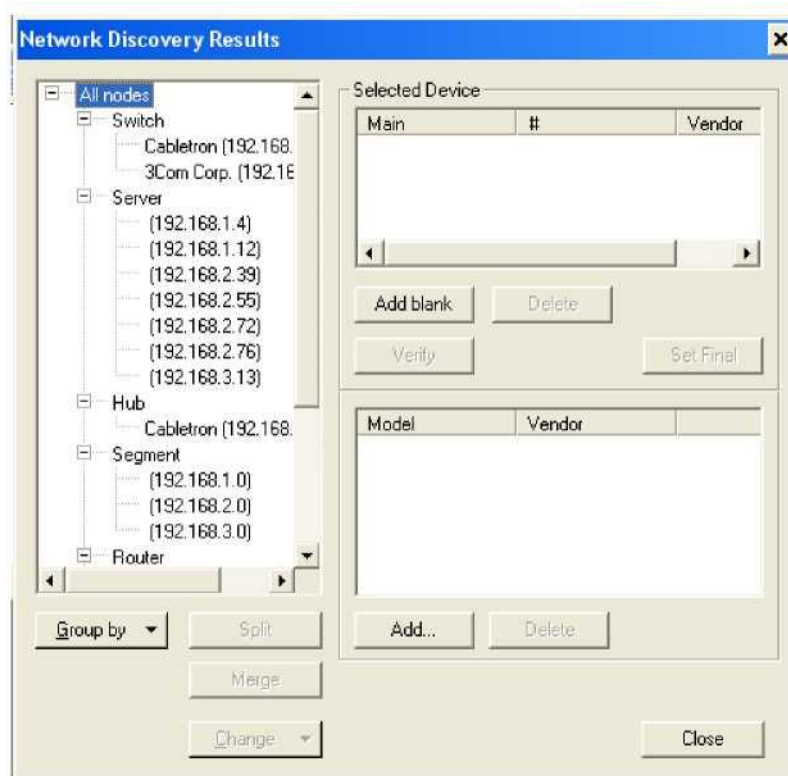 Network Discovery Results
All nodes
Switch
Cabletron (192.168.
3Com Corp. (192.16
Server
(192.168.1.4)
(192.168.1.12)
(192.168.2.39)
(192.168.2.55)
(192.168.2.72)
(192.168.2.76)
(192.168.3.13)
Hub
Cabletron (192.168.
Segment
(192.168.1.0)
(192.168.2.0)
(192.168.3.0)
Router
Group by
Split
Merge
Change
Selected Device
Main # Vendor
Add blank Delete
Verify Set Final
Model Vendor
Add... Delete
Close